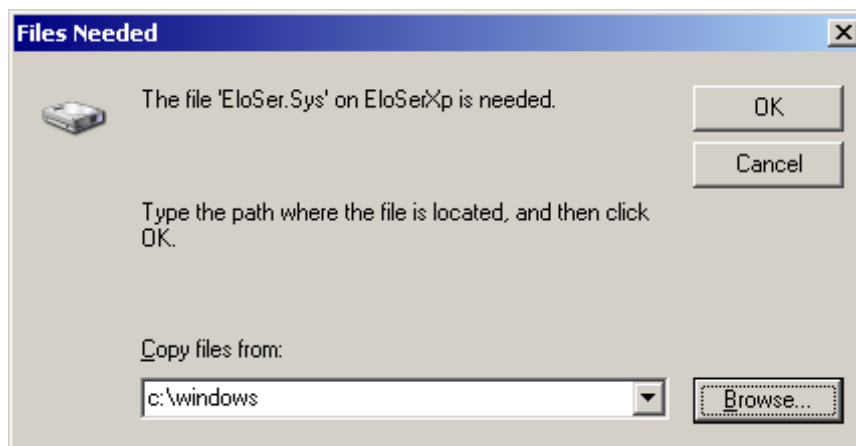 Files Needed
The file 'EloSer.Sys' on EloSerXp is needed.
OK
Cancel
Type the path where the file is located, and then click
OK.
Copy files from:
c:\windows
Browse...